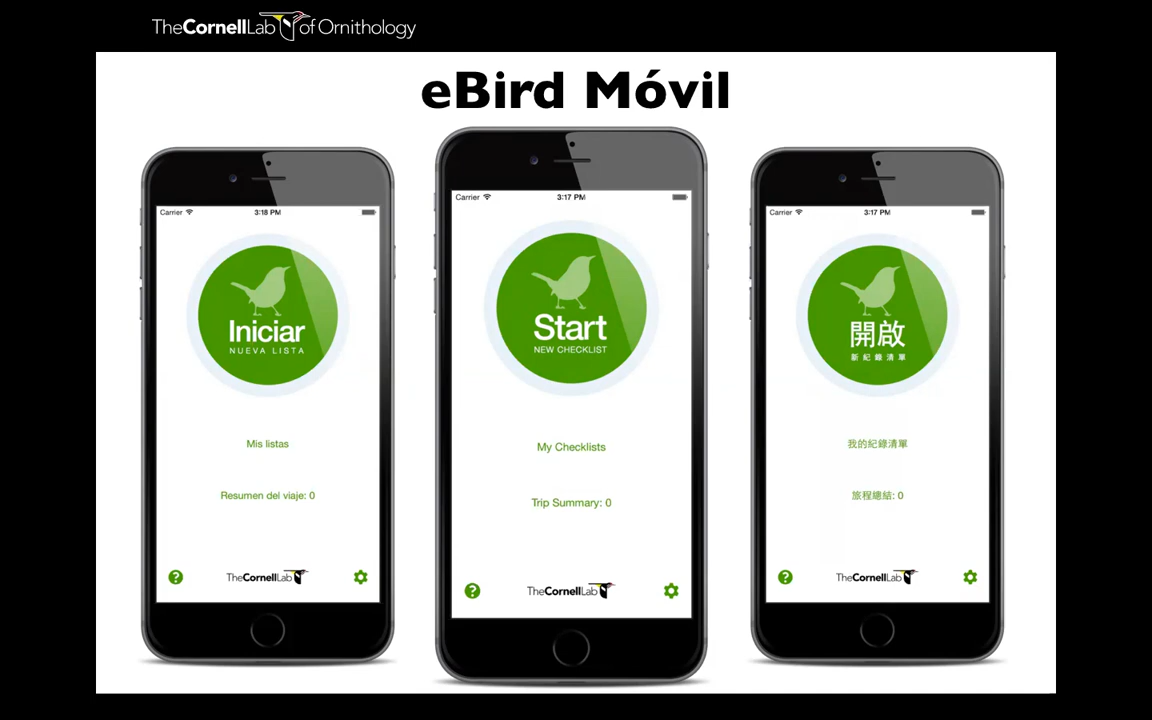 TheCornellLab of Ornithology
eBird Móvil
Carrier 3:18 PM
Iniciar
NUEVA LISTA
Mis listas
Resumen del viaje: 0
? TheCornellLab
Carrier 3:17 PM
Start
NEW CHECKLIST
My Checklists
Trip Summary: 0
? TheCornellLab
Carrier 3:17 PM
開啟
新紀錄清單
我的紀錄清單
旅程總結: 0
? TheCornellLab